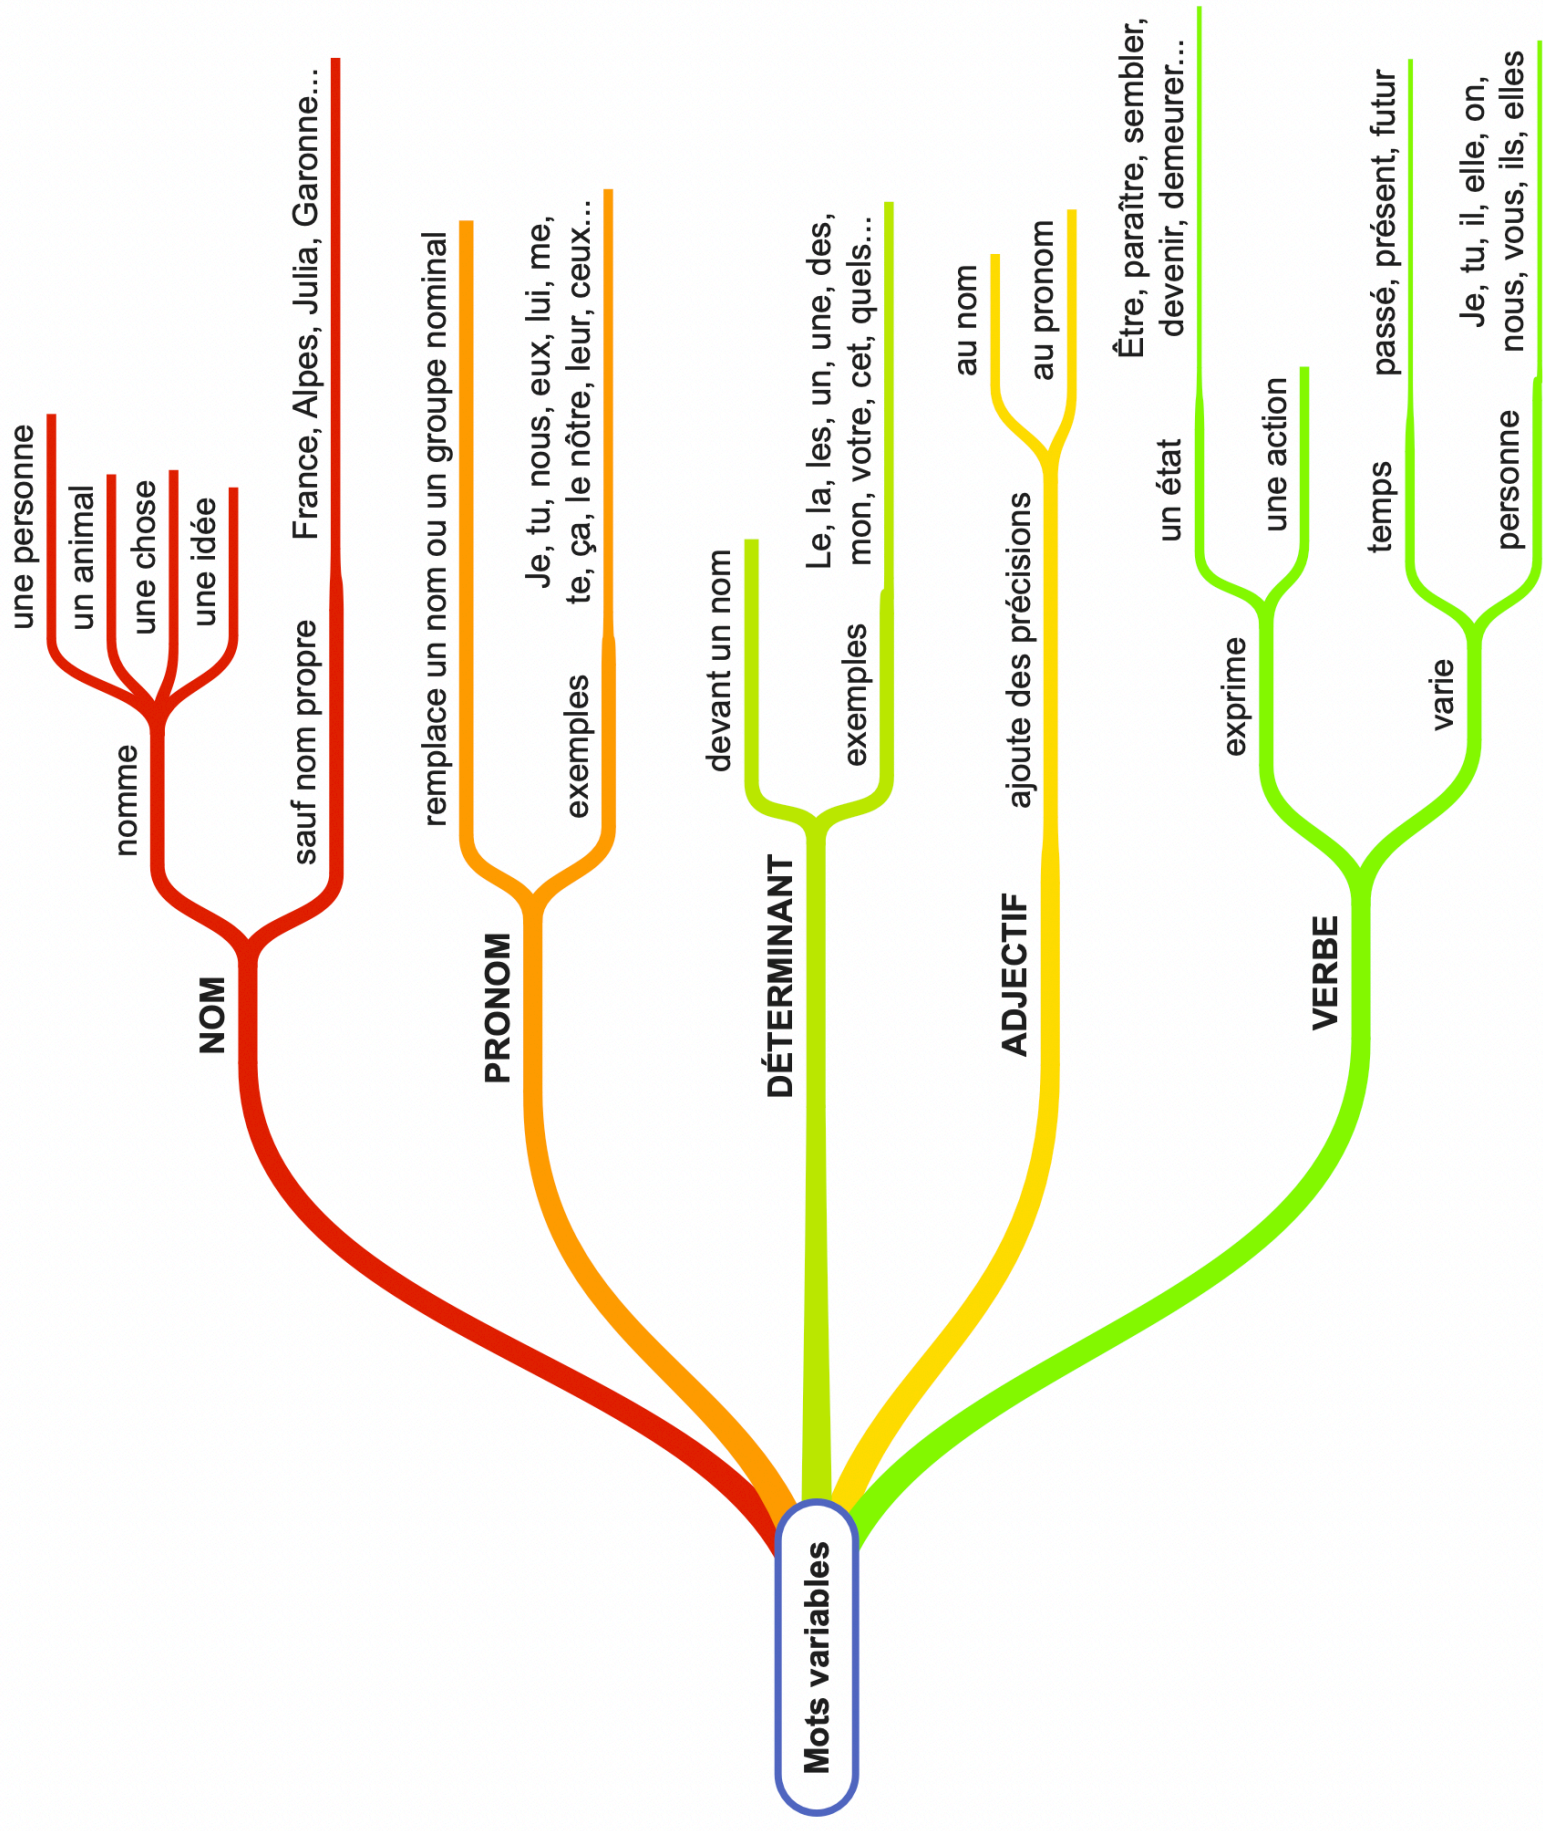 Mots variables
NOM
nomme
une personne
un animal
une chose
une idée
sauf nom propre
France, Alpes, Julia, Garonne...
PRONOM
remplace un nom ou un groupe nominal
exemples
Je, tu, nous, eux, lui, me,
te, ça, le nôtre, leur, ceux...
DÉTERMINANT
devant un nom
exemples
Le, la, les, un, une, des,
mon, votre, cet, quels...
ADJECTIF
ajoute des précisions
au nom
au pronom
VERBE
exprime
un état
Être, paraître, sembler,
devenir, demeurer...
une action
varie
temps
passé, présent, futur
personne
Je, tu, il, elle, on,
nous, vous, ils, elles